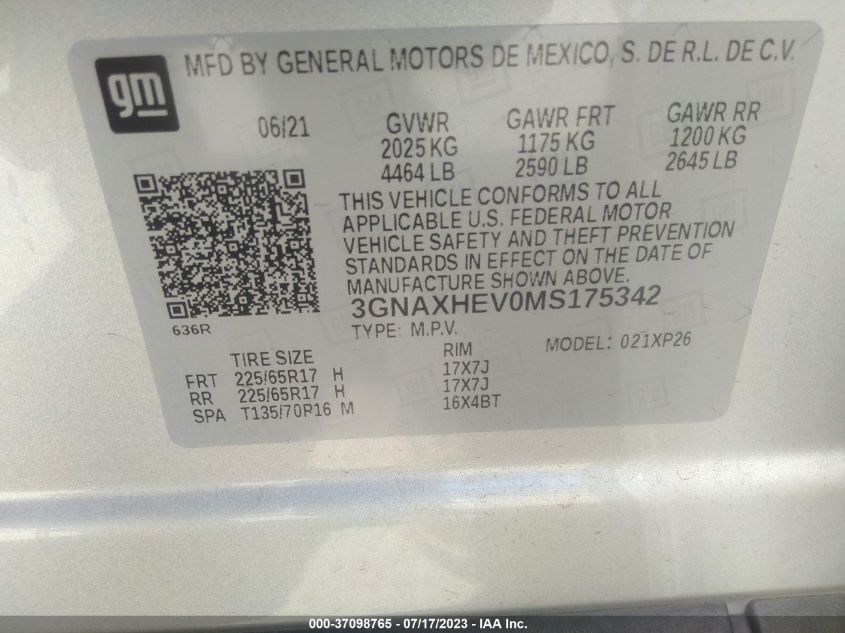 gm
MFD BY GENERAL MOTORS DE MEXICO, S. DE R.L. DE C.V.
06/21
GVWR
2025 KG
4464 LB
GAWR FRT
1175 KG
2590 LB
GAWR RR
1200 KG
2645 LB
THIS VEHICLE CONFORMS TO ALL
APPLICABLE U.S. FEDERAL MOTOR
VEHICLE SAFETY AND THEFT PREVENTION
STANDARDS IN EFFECT ON THE DATE OF
MANUFACTURE SHOWN ABOVE.
3GNAXHEV0MS175342
636R
TYPE: M.P.V.
MODEL: 021XP26
TIRE SIZE RIM
FRT 225/65R17 H 17X7J
RR 225/65R17 H 17X7J
SPA T135/70R16 M 16X4BT
000-37098765 - 07/17/2023 - IAA Inc.